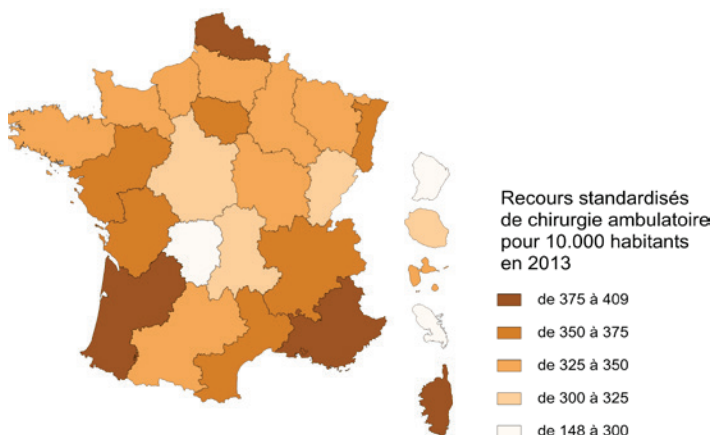 Recours standardisés
de chirurgie ambulatoire
pour 10.000 habitants
en 2013
de 375 à 409
de 350 à 375
de 325 à 350
de 300 à 325
de 148 à 300